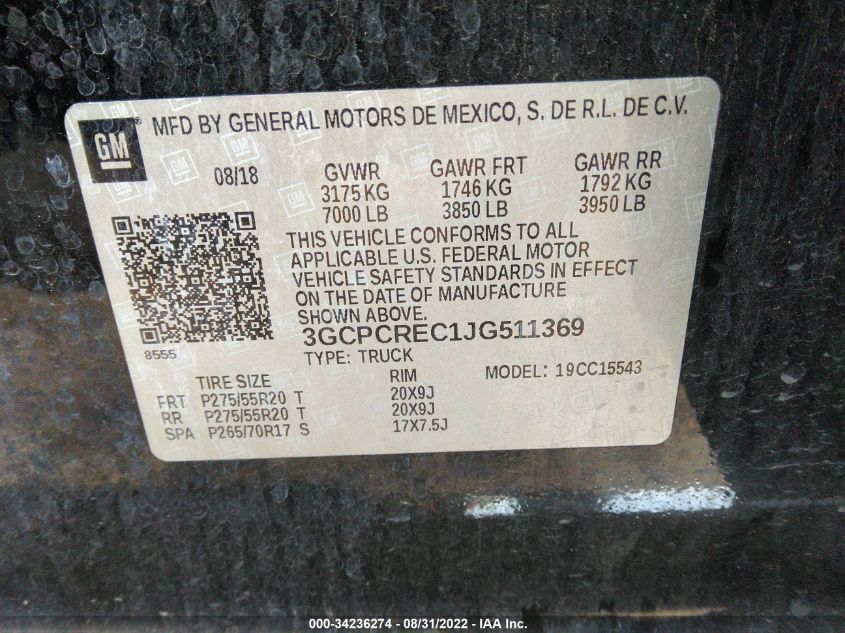 GM
MFD BY GENERAL MOTORS DE MEXICO, S. DE R.L. DE C.V.
08/18 GVWR GAWR FRT GAWR RR
3175 KG 1746 KG 1792 KG
7000 LB 3850 LB 3950 LB
THIS VEHICLE CONFORMS TO ALL
APPLICABLE U.S. FEDERAL MOTOR
VEHICLE SAFETY STANDARDS IN EFFECT
ON THE DATE OF MANUFACTURE
SHOWN ABOVE.
3GCPCREC1JG511369
8555 TYPE: TRUCK MODEL: 19CC15543
TIRE SIZE RIM
FRT P275/55R20 T 20X9J
RR P275/55R20 T 20X9J
SPA P265/70R17 S 17X7.5J
000-34236274 - 08/31/2022 - IAA Inc.